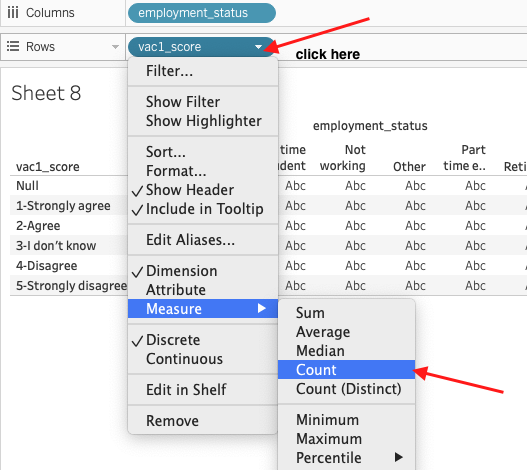 Columns employment_status
Rows vac1_score
click here
Sheet 8
Filter...
Show Filter
Show Highlighter
Sort...
Format...
Show Header
Include in Tooltip
Edit Aliases...
Dimension
Attribute
Measure
Discrete
Continuous
Edit in Shelf
Remove
Sum
Average
Median
Count
Count (Distinct)
Minimum
Maximum
Percentile
employment_status
time Not Part
vac1_score working Other time e..
Null Abc Abc Abc Abc
1-Strongly agree Abc Abc Abc Abc
2-Agree Abc Abc Abc Abc
3-I don't know Abc Abc Abc Abc
4-Disagree Abc Abc Abc Abc
5-Strongly disagree Abc Abc Abc Abc